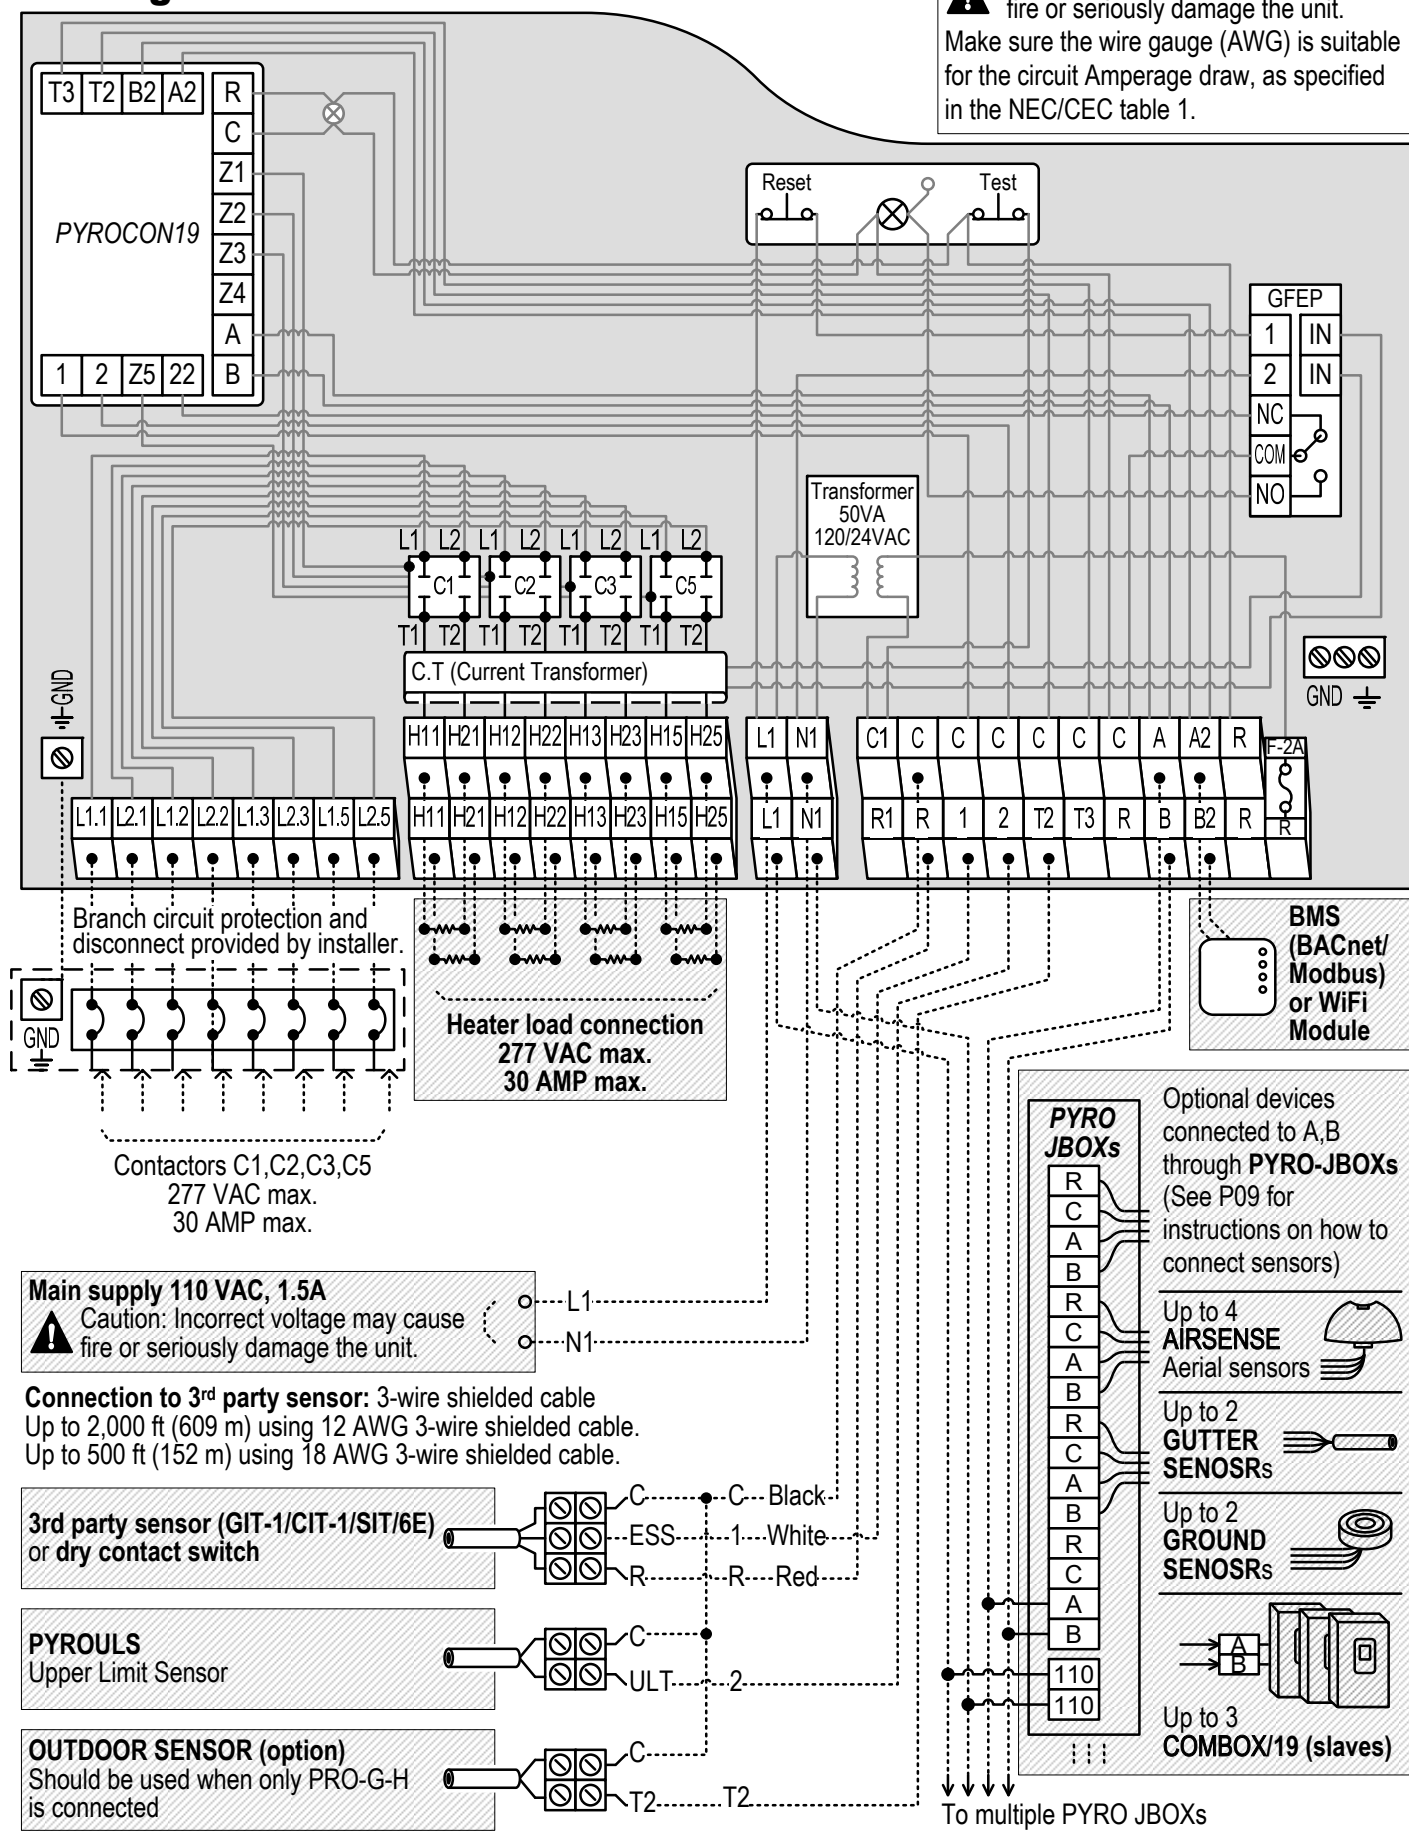 fire or seriously damage the unit.
Make sure the wire gauge (AWG) is suitable
for the circuit Amperage draw, as specified
in the NEC/CEC table 1.
T3 T2 B2 A2 R
C
Z1
Z2
Z3
Z4
A
B
PYROCON19
1 2 Z5 22
Reset
Test
GFEP
1 IN
2 IN
NC
COM
NO
Transformer
50VA
120/24VAC
L1 L2 L1 L2 L1 L2 L1 L2
C1 C2 C3 C5
T1 T2 T1 T2 T1 T2 T1 T2
C.T (Current Transformer)
GND
GND
H11 H21 H12 H22 H13 H23 H15 H25
L1 N1
C1 C C C C C C A A2 R
F-2A
L1.1 L2.1 L1.2 L2.2 L1.3 L2.3 L1.5 L2.5
H11 H21 H12 H22 H13 H23 H15 H25
L1 N1
R1 R 1 2 T2 T3 R B B2 R
R
Branch circuit protection and
disconnect provided by installer.
GND
Heater load connection
277 VAC max.
30 AMP max.
BMS
(BACnet/
Modbus)
or WiFi
Module
Contactors C1,C2,C3,C5
277 VAC max.
30 AMP max.
PYRO
JBOXs
R
C
A
B
R
C
A
B
R
C
A
B
R
C
A
B
110
110
Optional devices
connected to A,B
through PYRO-JBOXs
(See P09 for
instructions on how to
connect sensors)
Up to 4
AIRSENSE
Aerial sensors
Up to 2
GUTTER
SENOSRs
Up to 2
GROUND
SENOSRs
A
B
Up to 3
COMBOX/19 (slaves)
Main supply 110 VAC, 1.5A
Caution: Incorrect voltage may cause
fire or seriously damage the unit.
L1
N1
Connection to 3rd party sensor: 3-wire shielded cable
Up to 2,000 ft (609 m) using 12 AWG 3-wire shielded cable.
Up to 500 ft (152 m) using 18 AWG 3-wire shielded cable.
3rd party sensor (GIT-1/CIT-1/SIT/6E)
or dry contact switch
C C Black
ESS 1 White
R R Red
PYROULS
Upper Limit Sensor
C
ULT 2
OUTDOOR SENSOR (option)
Should be used when only PRO-G-H
is connected
C
T2 T2
To multiple PYRO JBOXs